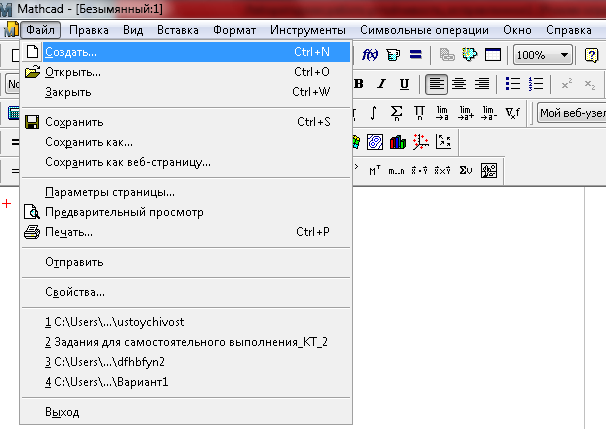 Mathcad - [Безымянный:1]
Файл Правка Вид Вставка Формат Инструменты Символьные операции Окно Справка
Создать... Ctrl+N
f(x) 100%
Открыть... Ctrl+O
B I U
Закрыть Ctrl+W
Сохранить Ctrl+S
Мой веб-узел
Сохранить как...
Сохранить как веб-страницу...
Параметры страницы...
Предварительный просмотр
Печать... Ctrl+P
Отправить
Свойства...
1 C:\Users\...\ustoychivost
2 Задания для самостоятельного выполнения_КТ_2
3 C:\Users\...\dfhbfyn2
4 C:\Users\...\Вариант1
Выход